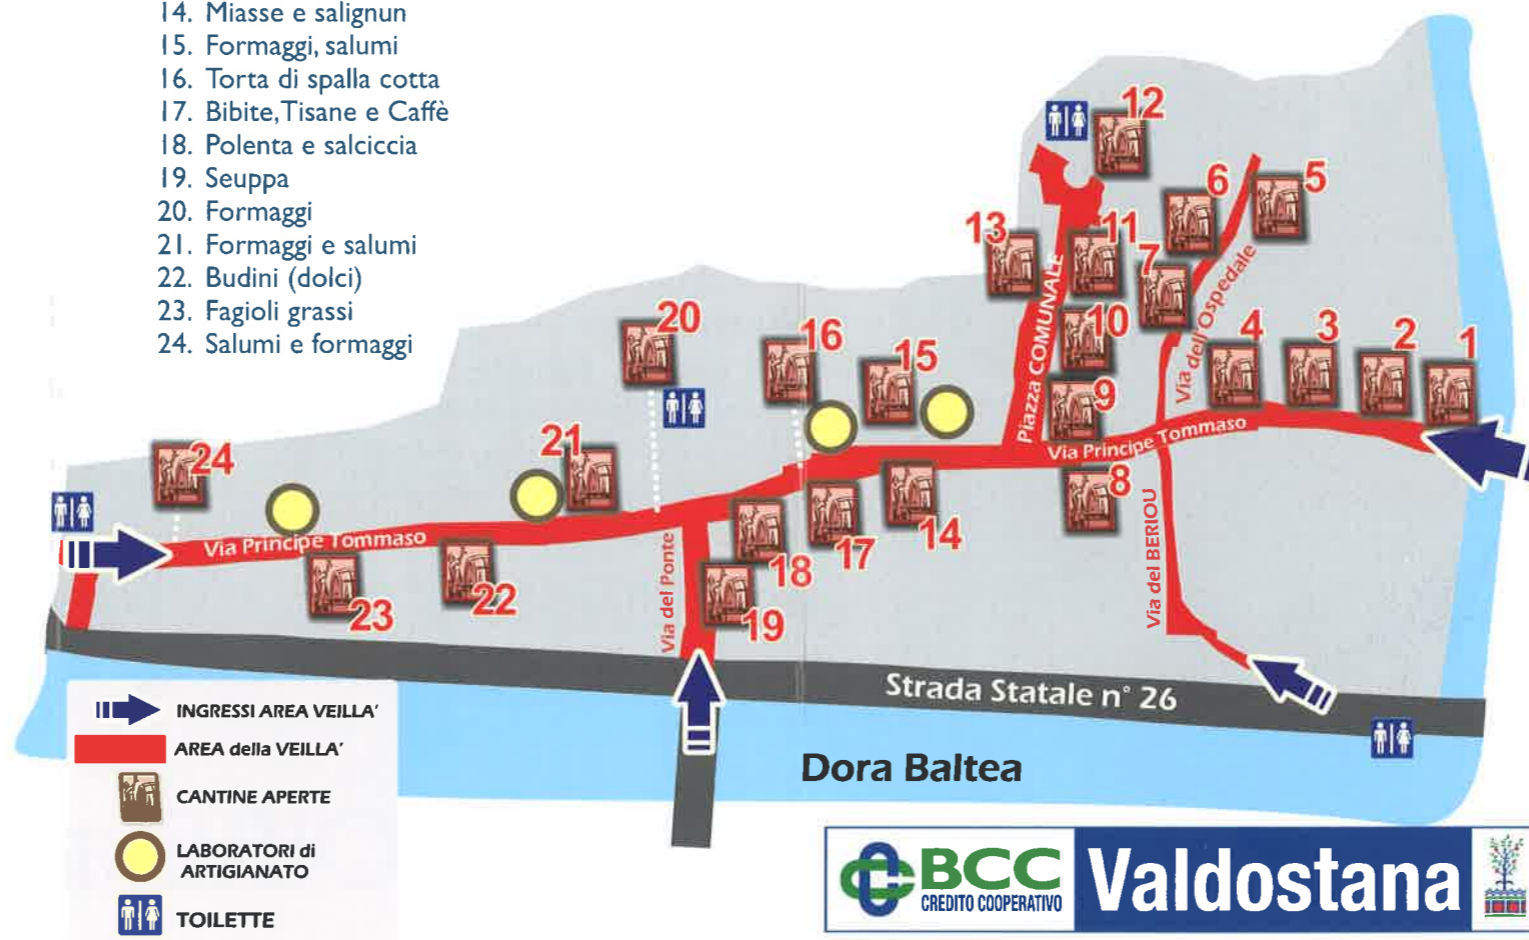 14. Miasse e salignun
15. Formaggi, salumi
16. Torta di spalla cotta
17. Bibite, Tisane e Caffè
18. Polenta e salciccia
19. Seuppa
20. Formaggi
21. Formaggi e salumi
22. Budini (dolci)
23. Fagioli grassi
24. Salumi e formaggi
12
6
5
13
11
7
20
16
15
10
4
3
2
1
9
21
24
8
14
17
18
22
23
19
Piazza COMUNALE
Via dell'Ospedale
Via Principe Tommaso
Via Principe Tommaso
Via del Ponte
Via del BERIOU
Strada Statale n° 26
Dora Baltea
INGRESSI AREA VEILLA'
AREA della VEILLA'
CANTINE APERTE
LABORATORI di
ARTIGIANATO
TOILETTE
BCC
CREDITO COOPERATIVO
Valdostana